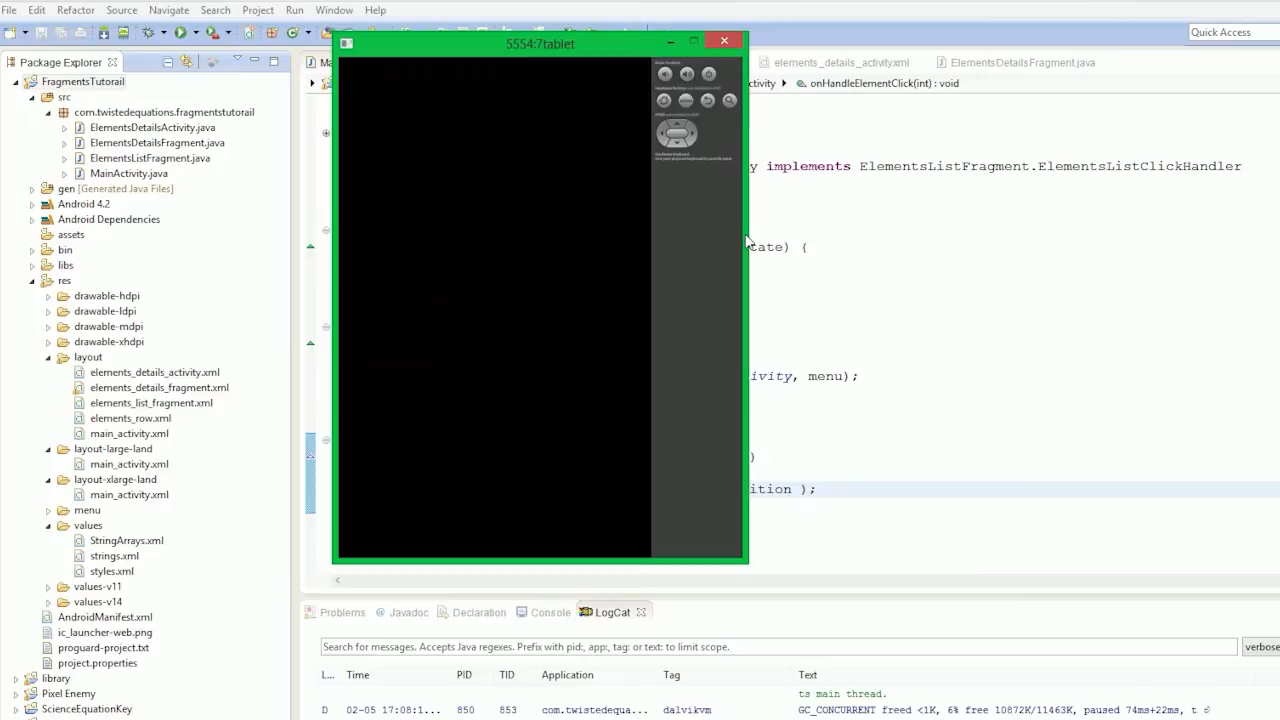 File Edit Refactor Source Navigate Search Project Run Window Help
Quick Access
5554:7tablet
Package Explorer
elements_details_activity.xml
ElementsDetailsFragment.java
onHandleElementClick(int) : void
FragmentsTutorail
src
com.twistedequations.fragmentstutorail
ElementsDetailsActivity.java
ElementsDetailsFragment.java
ElementsListFragment.java
MainActivity.java
gen [Generated Java Files]
Android 4.2
Android Dependencies
assets
bin
libs
res
drawable-hdpi
drawable-ldpi
drawable-mdpi
drawable-xhdpi
layout
elements_details_activity.xml
elements_details_fragment.xml
elements_list_fragment.xml
elements_row.xml
main_activity.xml
layout-large-land
main_activity.xml
layout-xlarge-land
main_activity.xml
menu
values
StringArrays.xml
strings.xml
styles.xml
values-v11
values-v14
AndroidManifest.xml
ic_launcher-web.png
proguard-project.txt
project.properties
library
Pixel Enemy
ScienceEquationKey
y implements ElementsListFragment.ElementsListClickHandler
tate) {
ivity, menu);
)
ition );
Problems Javadoc Declaration Console LogCat
Search for messages. Accepts Java regexes. Prefix with pid:, app:, tag: or text: to limit scope.
verbose
L... Time PID TID Application Tag Text
ts main thread.
D 02-05 17:08:1... 850 853 com.twistedequa... dalvikvm GC_CONCURRENT freed <1K, 6% free 10872K/11463K, paused 74ms+22ms, t